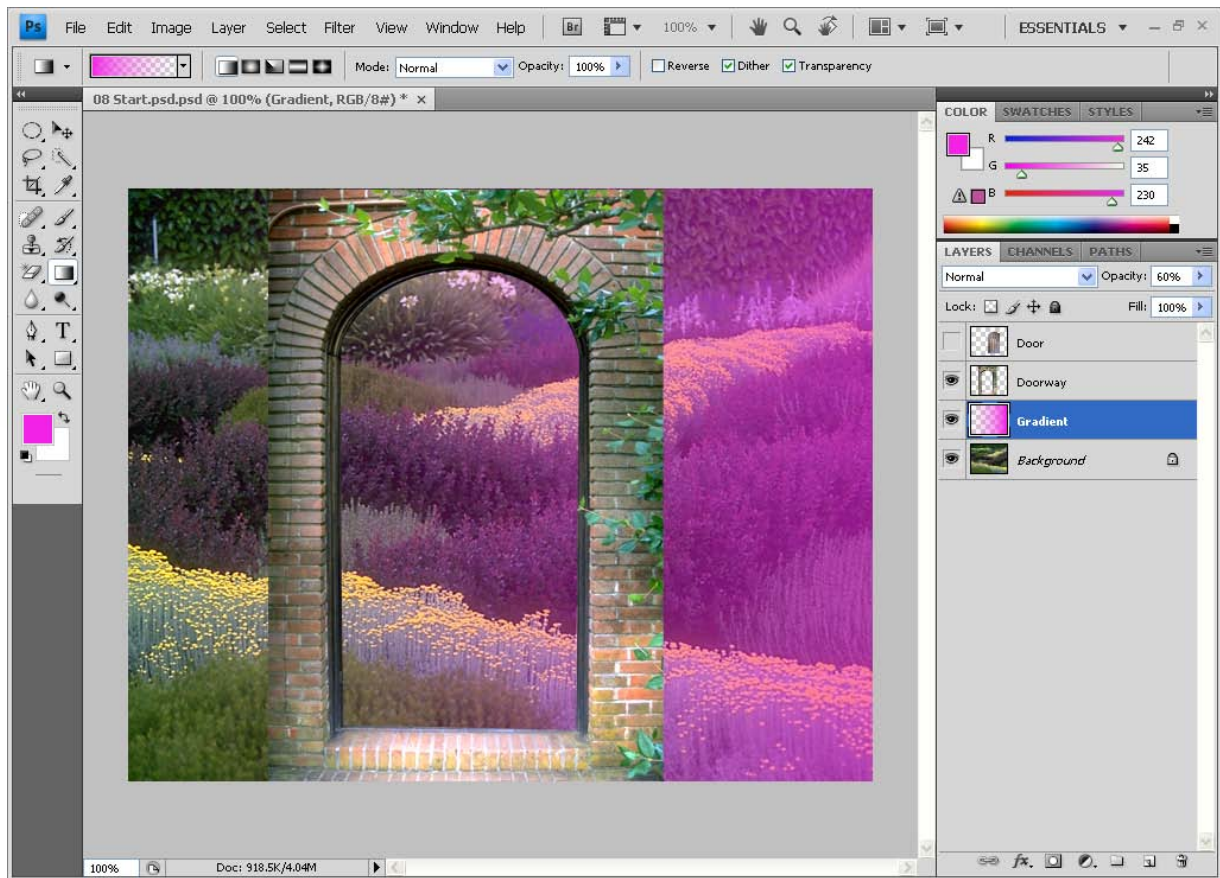 Ps File Edit Image Layer Select Filter View Window Help Br 100% ESSENTIALS
Mode: Normal Opacity: 100% Reverse Dither Transparency
08 Start.psd.psd @ 100% (Gradient, RGB/8#) * ×
COLOR SWATCHES STYLES
R 242
G 35
B 230
LAYERS CHANNELS PATHS
Normal Opacity: 60%
Lock: Fill: 100%
Door
Doorway
Gradient
Background
T
100% Doc: 918.5K/4.04M
fx.